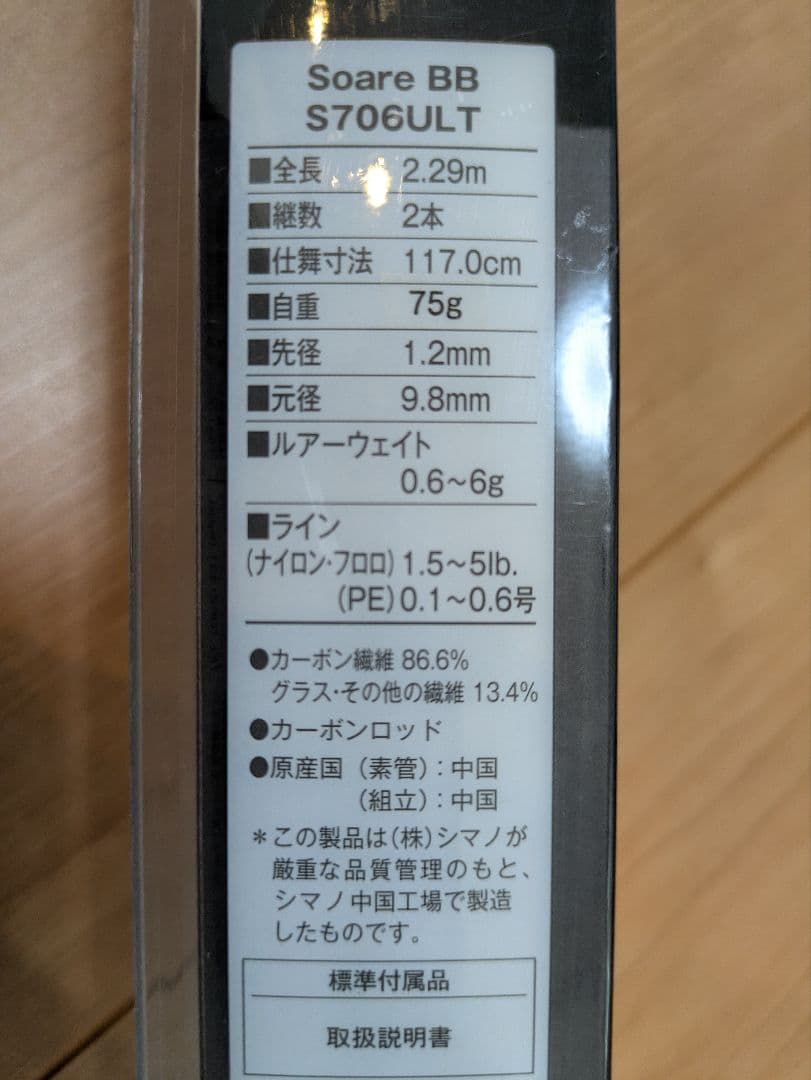 Soare BB
S706ULT
■全長 2.29m
■継数 2本
■仕舞寸法 117.0cm
■自重 75g
■先径 1.2mm
■元径 9.8mm
■ルアーウェイト
0.6~6g
■ライン
(ナイロン・フロロ) 1.5~5lb.
(PE) 0.1~0.6号
●カーボン繊維 86.6%
グラス・その他の繊維 13.4%
●カーボンロッド
●原産国 (素管) : 中国
(組立) : 中国
*この製品は(株)シマノが
厳重な品質管理のもと、
シマノ中国工場で製造
したものです。
標準付属品
取扱説明書